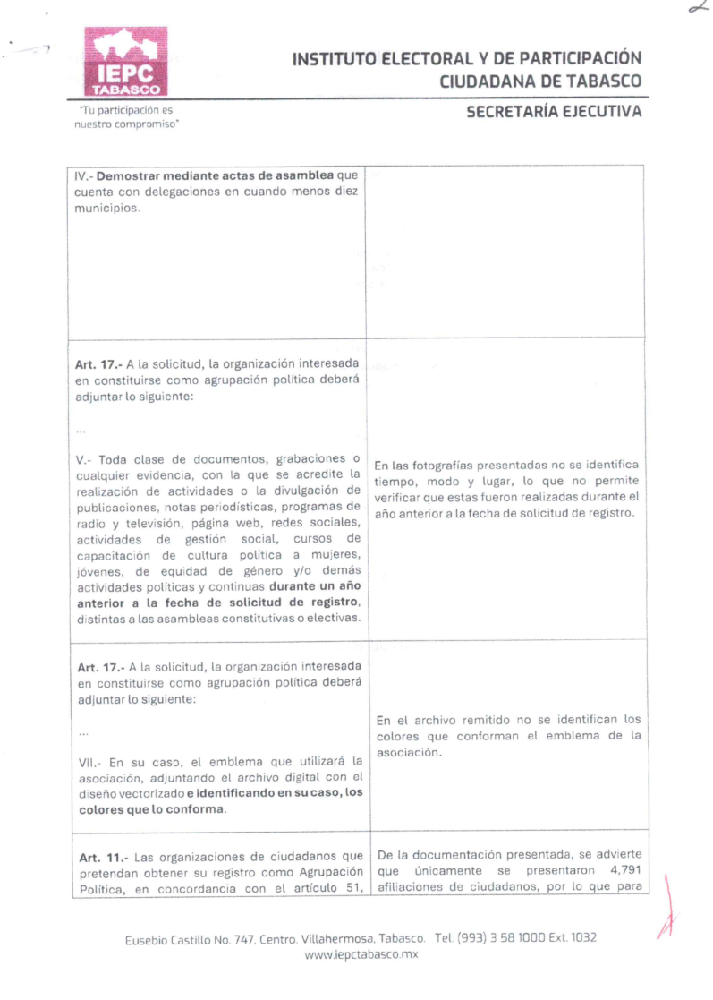 2
IEPC
TABASCO
"Tu participación es
nuestro compromiso"
INSTITUTO ELECTORAL Y DE PARTICIPACIÓN
CIUDADANA DE TABASCO
SECRETARÍA EJECUTIVA
IV.- Demostrar mediante actas de asamblea que
cuenta con delegaciones en cuando menos diez
municipios.
Art. 17.- A la solicitud, la organización interesada
en constituirse como agrupación política deberá
adjuntar lo siguiente:
...
V.- Toda clase de documentos, grabaciones o
cualquier evidencia, con la que se acredite la
realización de actividades o la divulgación de
publicaciones, notas periodísticas, programas de
radio y televisión, página web, redes sociales,
actividades de gestión social, cursos de
capacitación de cultura política a mujeres,
jóvenes, de equidad de género y/o demás
actividades políticas y continuas durante un año
anterior a la fecha de solicitud de registro,
distintas a las asambleas constitutivas o electivas.
En las fotografías presentadas no se identifica
tiempo, modo y lugar, lo que no permite
verificar que estas fueron realizadas durante el
año anterior a la fecha de solicitud de registro.
Art. 17.- A la solicitud, la organización interesada
en constituirse como agrupación política deberá
adjuntar lo siguiente:
...
VII.- En su caso, el emblema que utilizará la
asociación, adjuntando el archivo digital con el
diseño vectorizado e identificando en su caso, los
colores que lo conforma.
En el archivo remitido no se identifican los
colores que conforman el emblema de la
asociación.
Art. 11.- Las organizaciones de ciudadanos que
pretendan obtener su registro como Agrupación
Política, en concordancia con el artículo 51,
De la documentación presentada, se advierte
que únicamente se presentaron 4,791
afiliaciones de ciudadanos, por lo que para
Eusebio Castillo No. 747, Centro. Villahermosa, Tabasco. Tel. (993) 3 58 1000 Ext. 1032
www.iepctabasco.mx